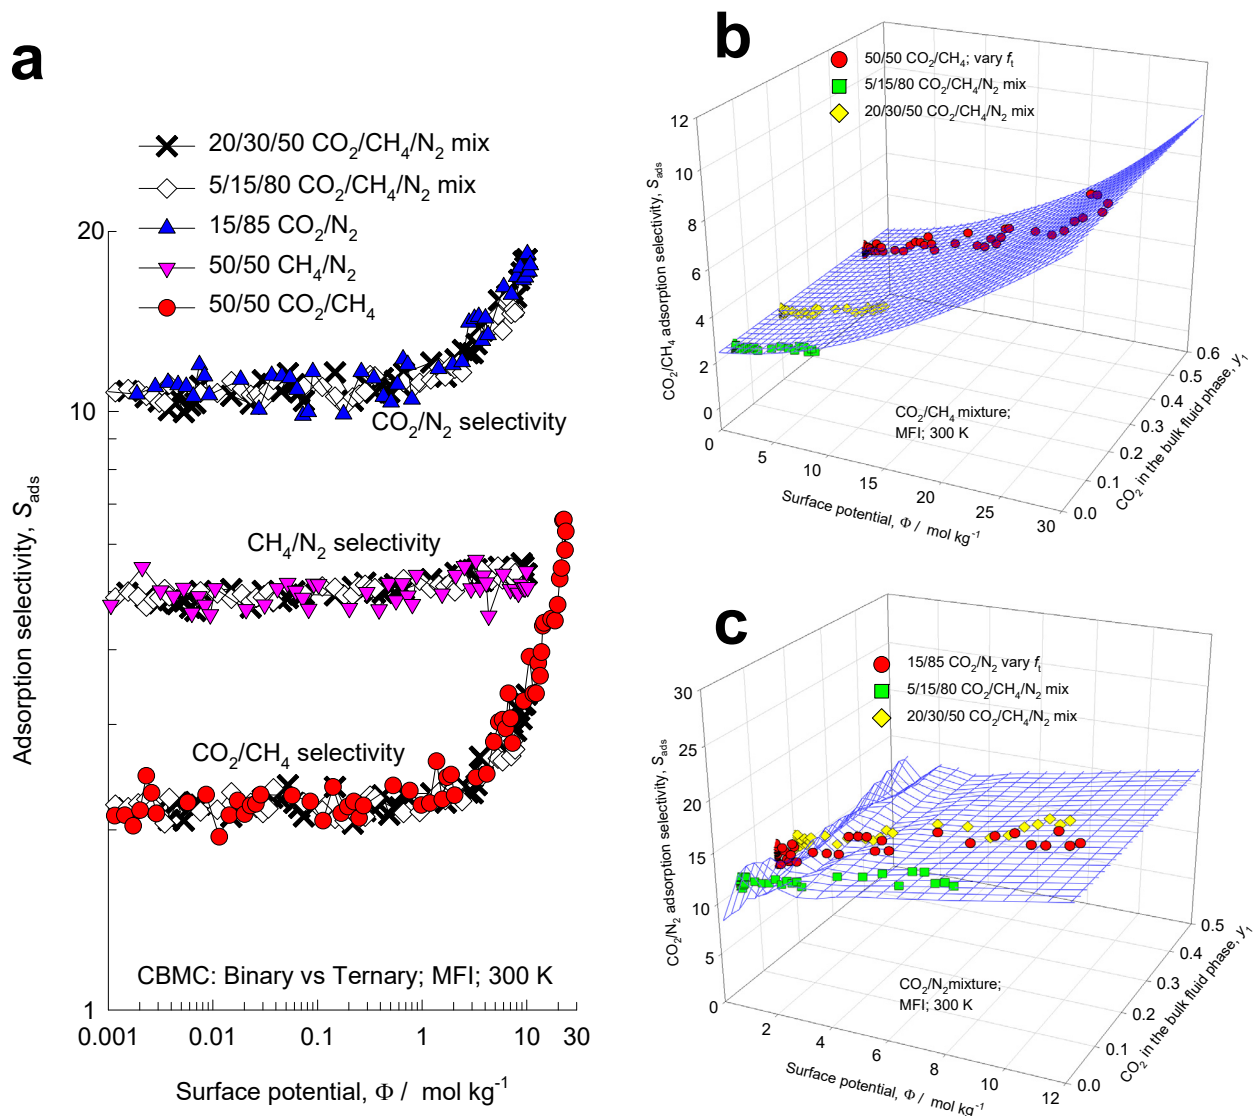 a
20/30/50 CO₂/CH₄/N₂ mix
5/15/80 CO₂/CH₄/N₂ mix
15/85 CO₂/N₂
50/50 CH₄/N₂
50/50 CO₂/CH₄
20
10
1
Adsorption selectivity, S_ads
CO₂/N₂ selectivity
CH₄/N₂ selectivity
CO₂/CH₄ selectivity
CBMC: Binary vs Ternary; MFI; 300 K
0.001 0.01 0.1 1 10 30
Surface potential, Φ / mol kg⁻¹
b
50/50 CO₂/CH₄; vary fₜ
5/15/80 CO₂/CH₄/N₂ mix
20/30/50 CO₂/CH₄/N₂ mix
12
10
8
6
4
2
0
CO₂/CH₄ adsorption selectivity, S_ads
CO₂/CH₄ mixture;
MFI; 300 K
0 5 10 15 20 25 30
Surface potential, Φ / mol kg⁻¹
0.0 0.1 0.2 0.3 0.4 0.5 0.6
CO₂ in the bulk fluid phase, y₁
c
15/85 CO₂/N₂ vary fₜ
5/15/80 CO₂/CH₄/N₂ mix
20/30/50 CO₂/CH₄/N₂ mix
30
25
20
15
10
5
0
CO₂/N₂ adsorption selectivity, S_ads
CO₂/N₂mixture;
MFI; 300 K
2 4 6 8 10 12
Surface potential, Φ / mol kg⁻¹
0.0 0.1 0.2 0.3 0.4 0.5
CO₂ in the bulk fluid phase, y₁